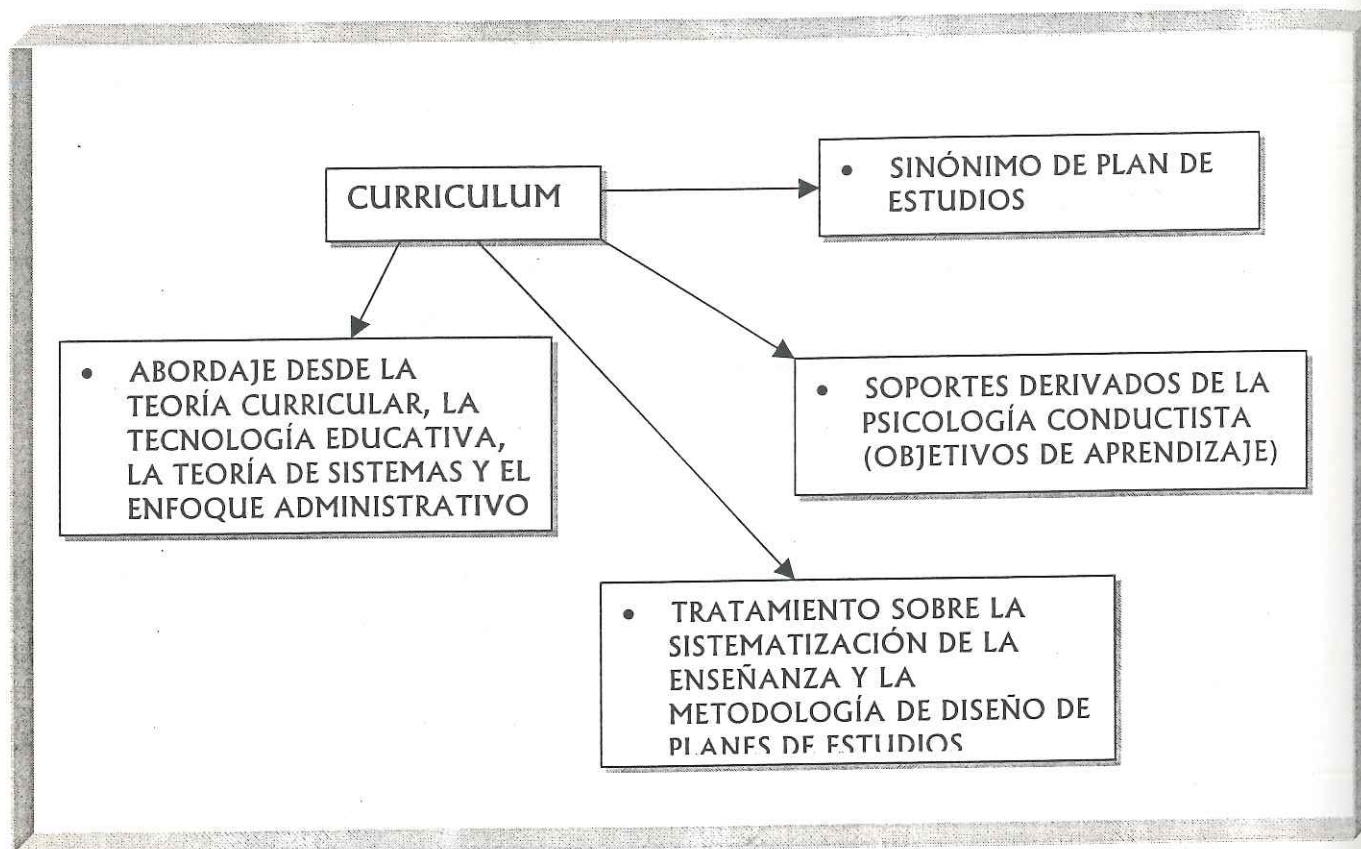 CURRICULUM
• SINÓNIMO DE PLAN DE
ESTUDIOS
• ABORDAJE DESDE LA
TEORÍA CURRICULAR, LA
TECNOLOGÍA EDUCATIVA,
LA TEORÍA DE SISTEMAS Y EL
ENFOQUE ADMINISTRATIVO
• SOPORTES DERIVADOS DE LA
PSICOLOGÍA CONDUCTISTA
(OBJETIVOS DE APRENDIZAJE)
• TRATAMIENTO SOBRE LA
SISTEMATIZACIÓN DE LA
ENSEÑANZA Y LA
METODOLOGÍA DE DISEÑO DE
PLANES DE ESTUDIOS